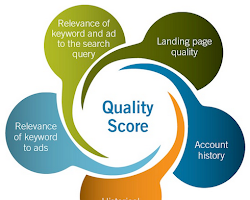 Relevance of
keyword and ad
to the search
query
Landing page
quality
Quality
Score
Relevance
of keyword
to ads
Account
history
Historical